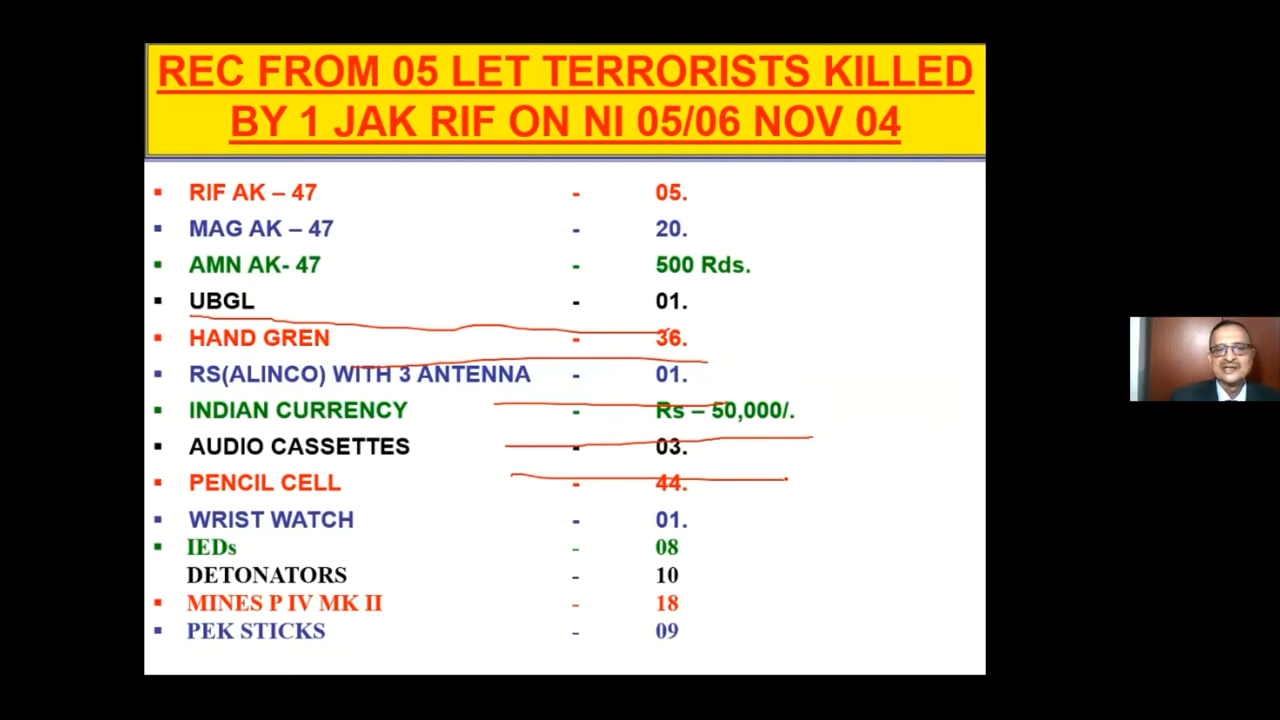 REC FROM 05 LET TERRORISTS KILLED
BY 1 JAK RIF ON NI 05/06 NOV 04
▪ RIF AK – 47 - 05.
▪ MAG AK – 47 - 20.
▪ AMN AK- 47 - 500 Rds.
▪ UBGL - 01.
▪ HAND GREN - 36.
▪ RS(ALINCO) WITH 3 ANTENNA - 01.
▪ INDIAN CURRENCY - Rs – 50,000/.
▪ AUDIO CASSETTES - 03.
▪ PENCIL CELL - 44.
▪ WRIST WATCH - 01.
▪ IEDs - 08
DETONATORS - 10
▪ MINES P IV MK II - 18
▪ PEK STICKS - 09